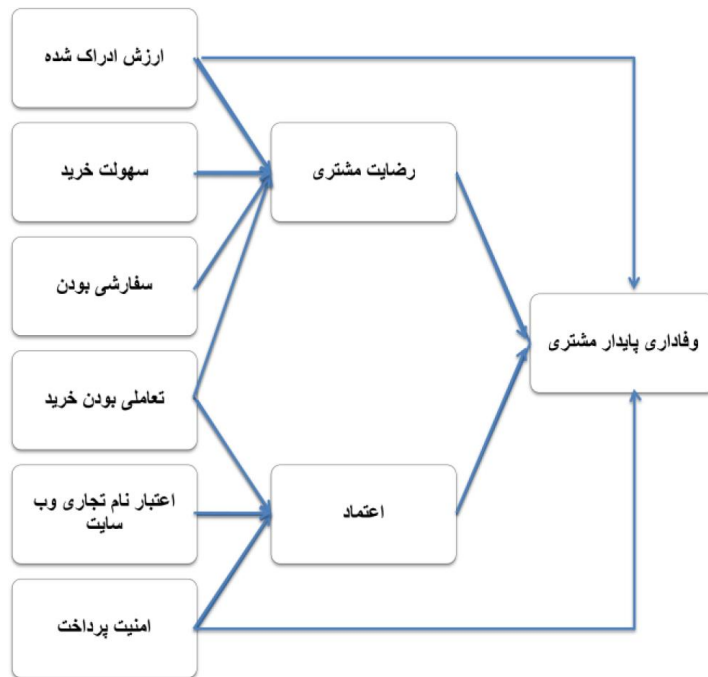 ارزش ادراک شده
سهولت خرید
سفارشی بودن
تعاملی بودن خرید
اعتبار نام تجاری وب
سایت
امنیت پرداخت
رضایت مشتری
اعتماد
وفاداری پایدار مشتری